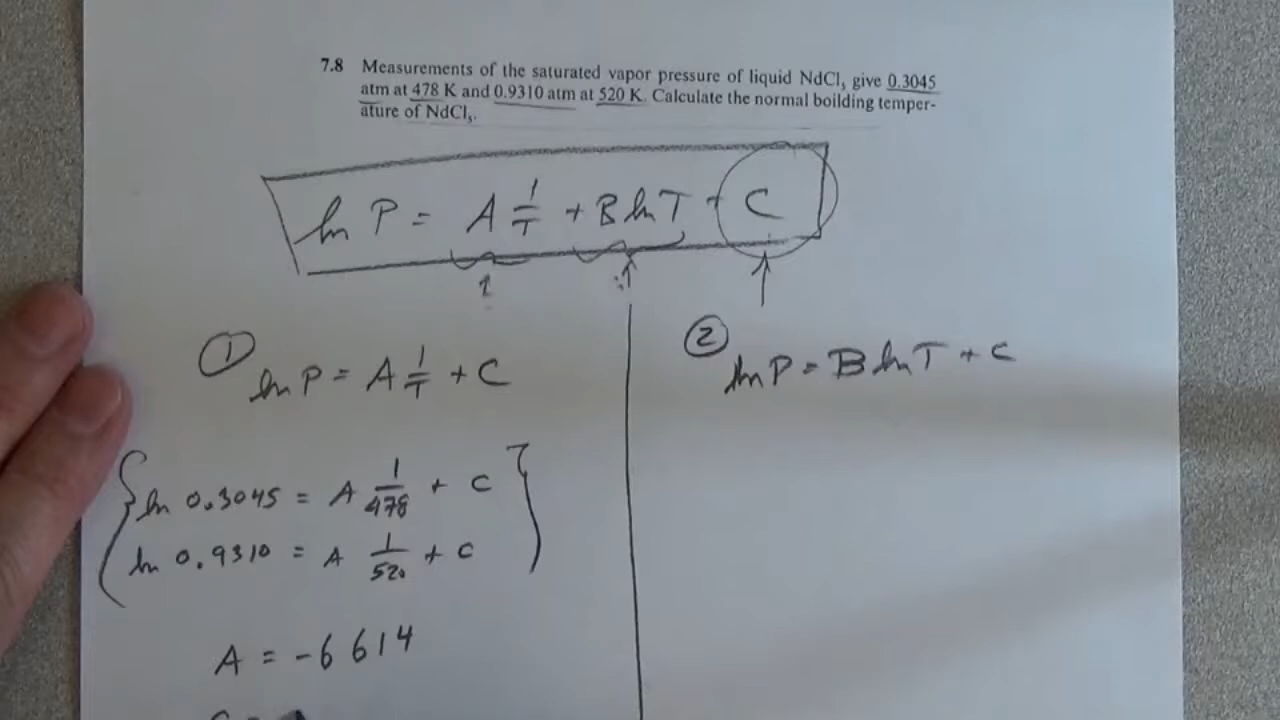 7.8 Measurements of the saturated vapor pressure of liquid NdCl₅ give 0.3045
atm at 478 K and 0.9310 atm at 520 K. Calculate the normal boilding temper-
ature of NdCl₅.
ln P = A 1/T + B ln T + C
1
① ln P = A 1/T + C
ln 0.3045 = A 1/478 + C
ln 0.9310 = A 1/520 + C
A = -6614
② ln P = B ln T + C